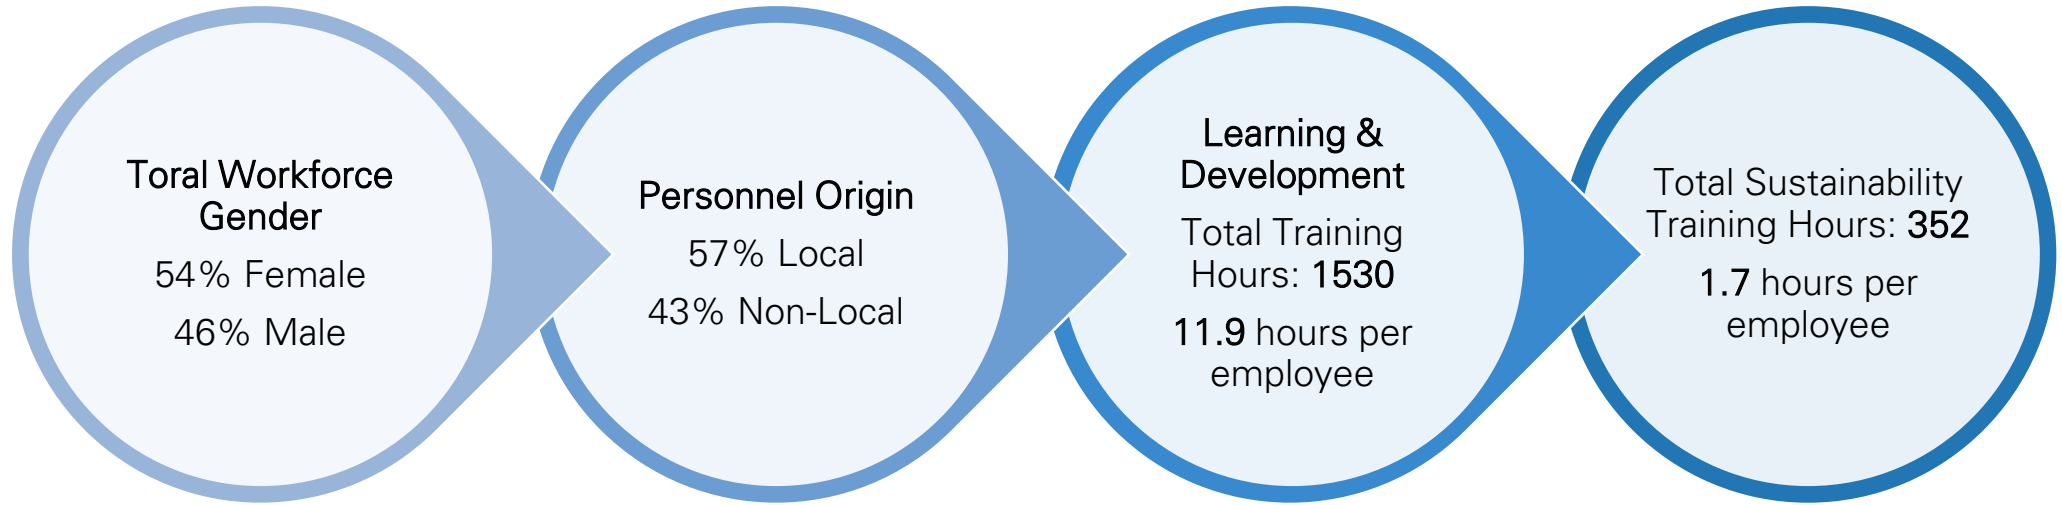 Toral Workforce
Gender
54% Female
46% Male
Personnel Origin
57% Local
43% Non-Local
Learning &
Development
Total Training
Hours: 1530
11.9 hours per
employee
Total Sustainability
Training Hours: 352
1.7 hours per
employee